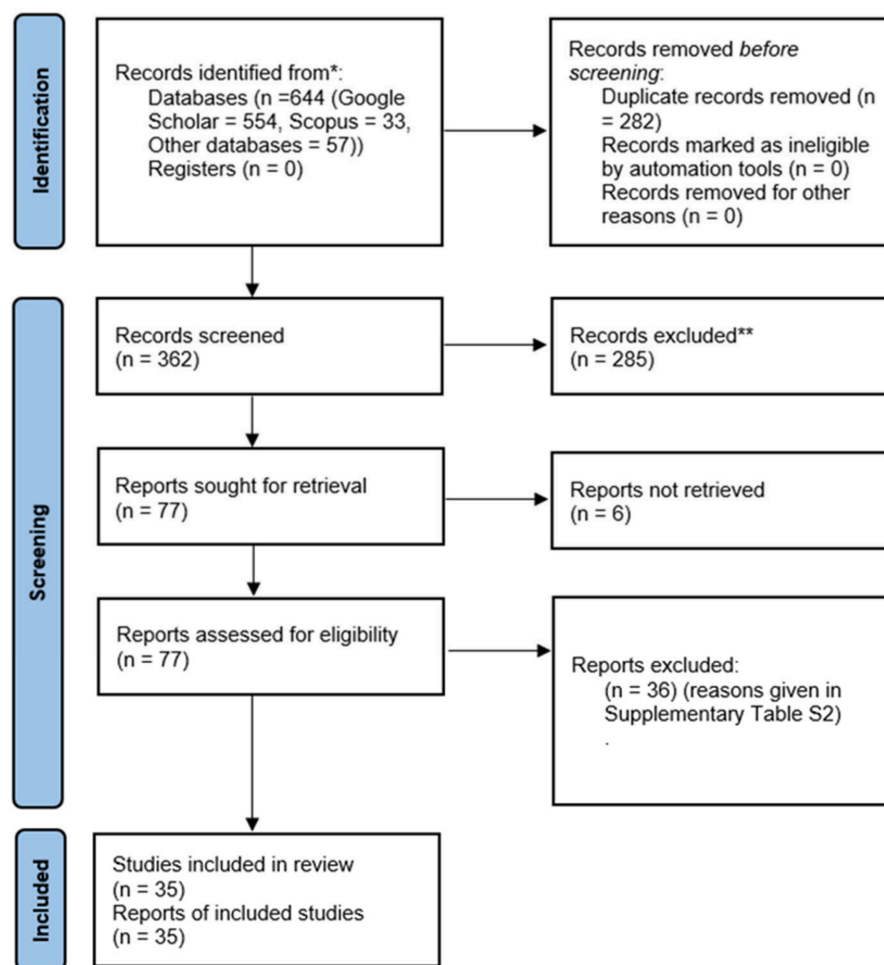 Identification
Records identified from*:
Databases (n =644 (Google
Scholar = 554, Scopus = 33,
Other databases = 57))
Registers (n = 0)
Records removed before
screening:
Duplicate records removed (n
= 282)
Records marked as ineligible
by automation tools (n = 0)
Records removed for other
reasons (n = 0)
Screening
Records screened
(n = 362)
Records excluded**
(n = 285)
Reports sought for retrieval
(n = 77)
Reports not retrieved
(n = 6)
Reports assessed for eligibility
(n = 77)
Reports excluded:
(n = 36) (reasons given in
Supplementary Table S2)
.
Included
Studies included in review
(n = 35)
Reports of included studies
(n = 35)